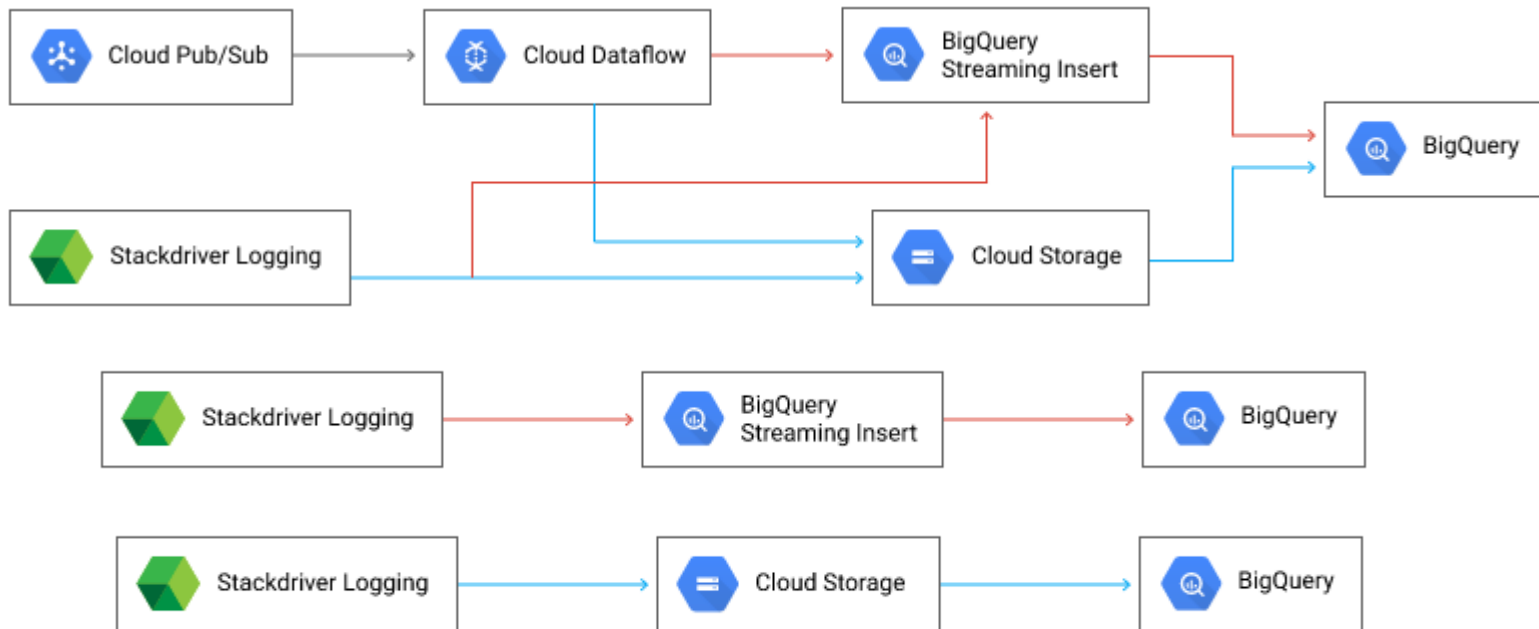 Cloud Pub/Sub
Cloud Dataflow
BigQuery
Streaming Insert
BigQuery
Stackdriver Logging
Cloud Storage
Stackdriver Logging
BigQuery
Streaming Insert
BigQuery
Stackdriver Logging
Cloud Storage
BigQuery